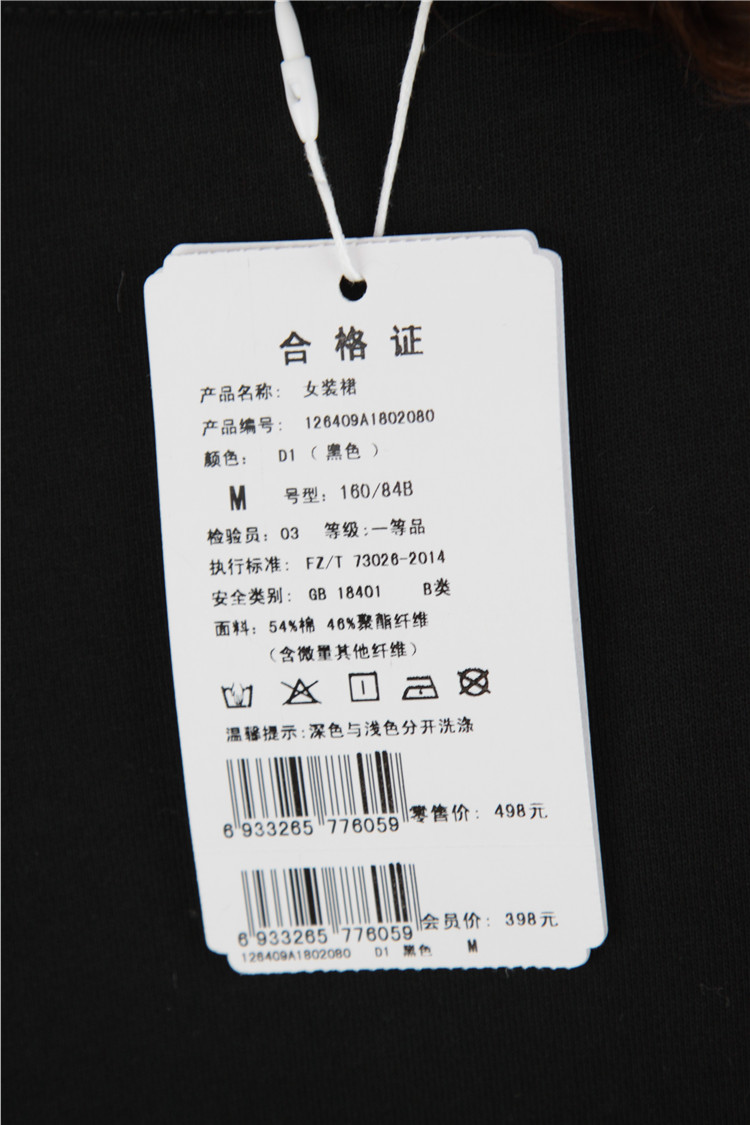 合格证
产品名称: 女装裙
产品编号: 126409A1802080
颜色: D1 ( 黑色 )
M 号型: 160/84B
检验员: 03 等级:一等品
执行标准: FZ/T 73026-2014
安全类别: GB 18401 B类
面料: 54%棉 46%聚酯纤维
(含微量其他纤维)
温馨提示:深色与浅色分开洗涤
6 933265 776059 零售价: 498元
6 933265 776059 会员价: 398元
126409A1802080 D1 黑色 M